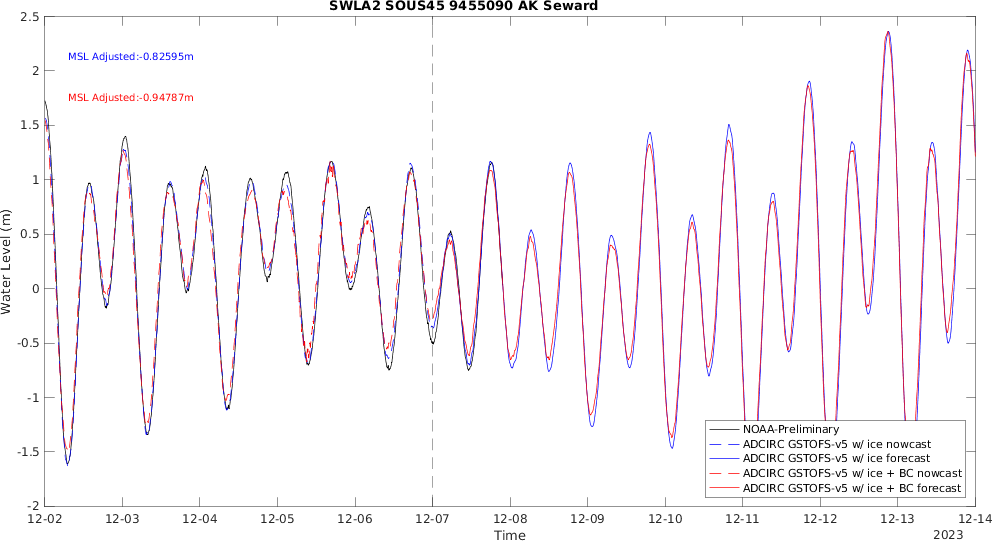 SWLA2 SOUS45 9455090 AK Seward
MSL Adjusted:-0.82595m
MSL Adjusted:-0.94787m
Water Level (m)
2.5
2
1.5
1
0.5
0
-0.5
-1
-1.5
-2
NOAA-Preliminary
ADCIRC GSTOFS-v5 w/ ice nowcast
ADCIRC GSTOFS-v5 w/ ice forecast
ADCIRC GSTOFS-v5 w/ ice + BC nowcast
ADCIRC GSTOFS-v5 w/ ice + BC forecast
12-02 12-03 12-04 12-05 12-06 12-07 12-08 12-09 12-10 12-11 12-12 12-13 12-14
Time
2023